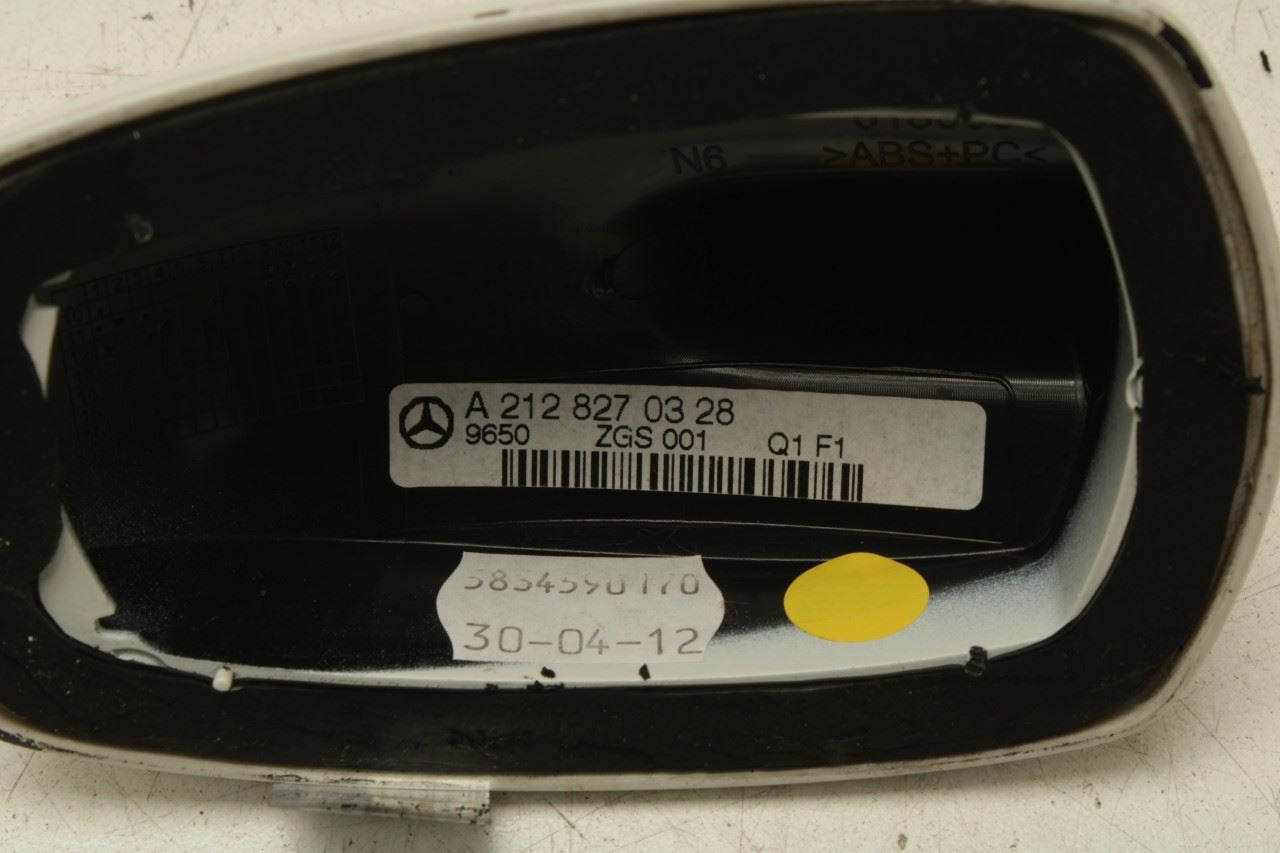 N6 >ABS+PC<
A 212 827 03 28
9650 ZGS 001 Q1 F1
30-04-12